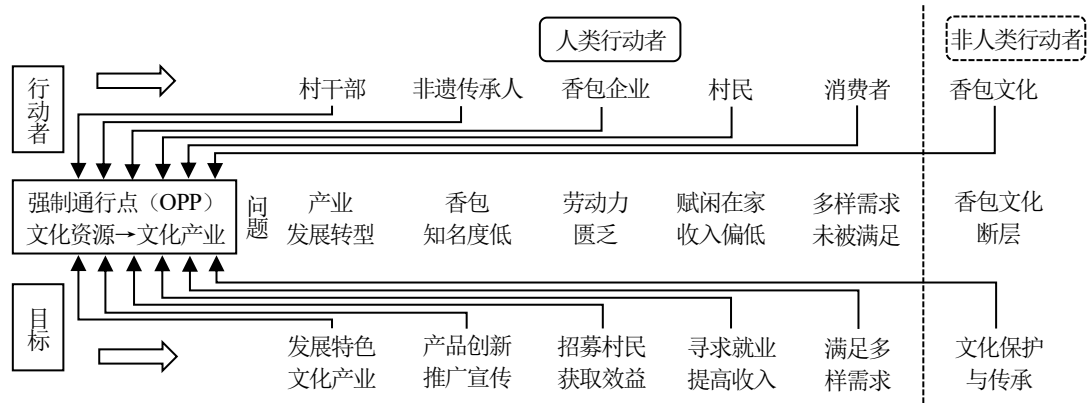 人类行动者
非人类行动者
行动者
村干部
非遗传承人
香包企业
村民
消费者
香包文化
强制通行点（OPP）
文化资源→文化产业
问题
产业
发展转型
香包
知名度低
劳动力
匮乏
赋闲在家
收入偏低
多样需求
未被满足
香包文化
断层
目标
发展特色
文化产业
产品创新
推广宣传
招募村民
获取效益
寻求就业
提高收入
满足多
样需求
文化保护
与传承